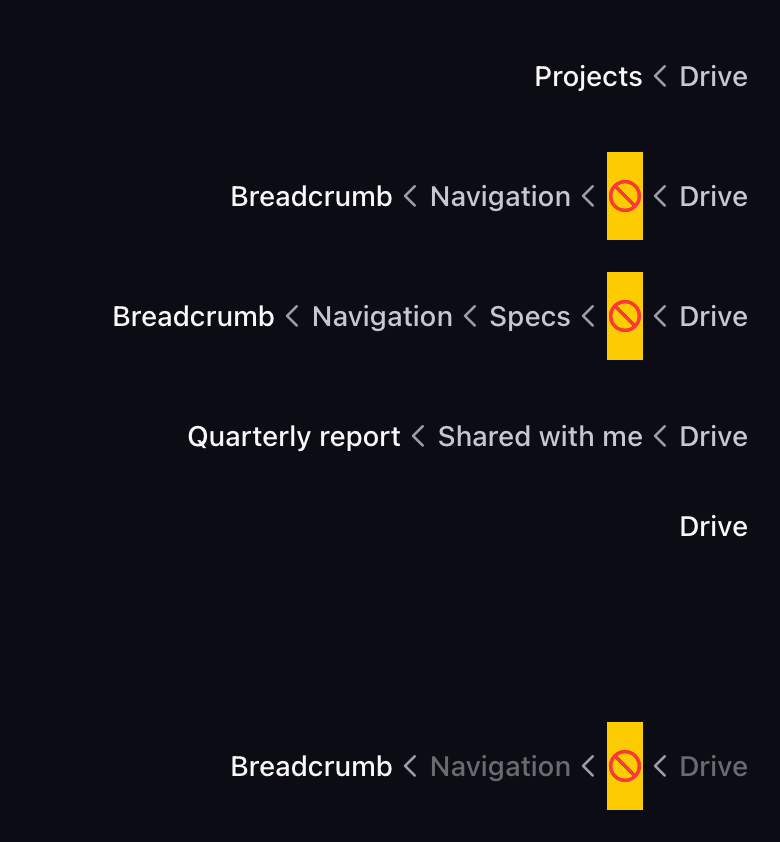 Projects < Drive
Breadcrumb < Navigation < < Drive
Breadcrumb < Navigation < Specs < < Drive
Quarterly report < Shared with me < Drive
Drive
Breadcrumb < Navigation < < Drive